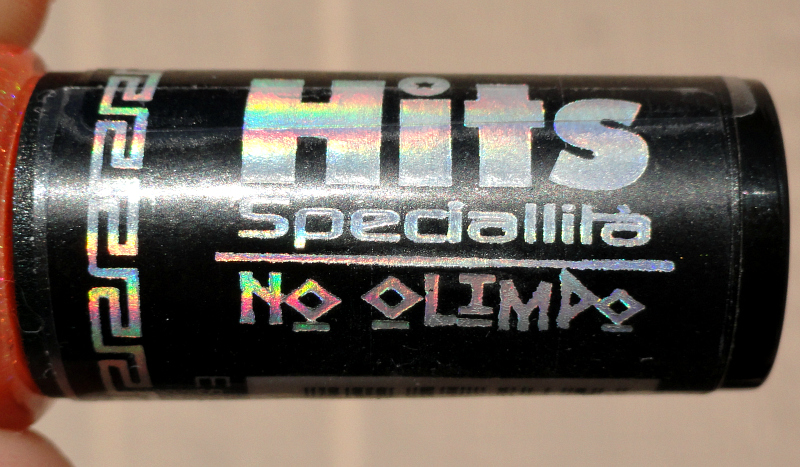 Hits
Speciallità
NO OLIMPO